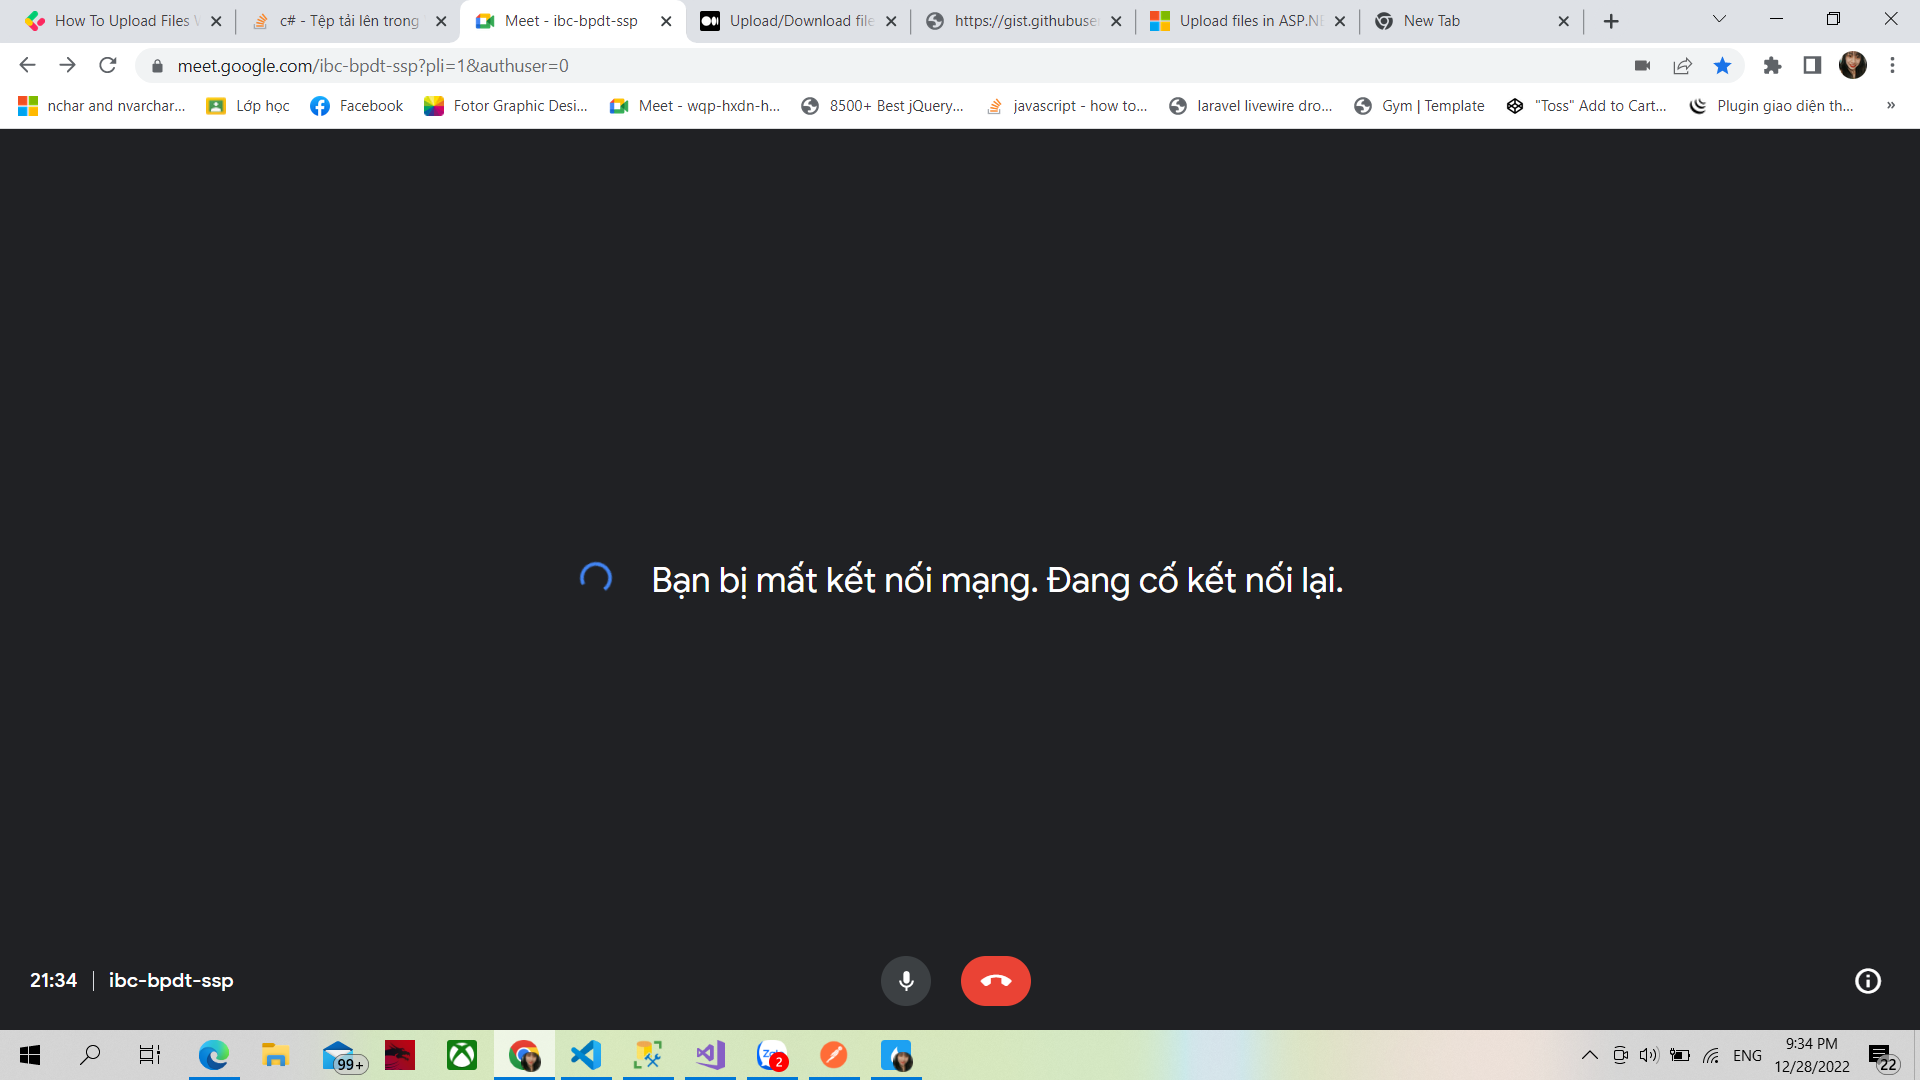 How To Upload Files W
c# - Tệp tải lên trong
Meet - ibc-bpdt-ssp
Upload/Download file
https://gist.githubuser
Upload files in ASP.NE
New Tab
meet.google.com/ibc-bpdt-ssp?pli=1&authuser=0
nchar and nvarchar...
Lớp học
Facebook
Fotor Graphic Desi...
Meet - wqp-hxdn-h...
8500+ Best jQuery...
javascript - how to...
laravel livewire dro...
Gym | Template
"Toss" Add to Cart...
Plugin giao diện th...
»
Bạn bị mất kết nối mạng. Đang cố kết nối lại.
21:34 | ibc-bpdt-ssp
99+
2
ENG
9:34 PM
12/28/2022
22